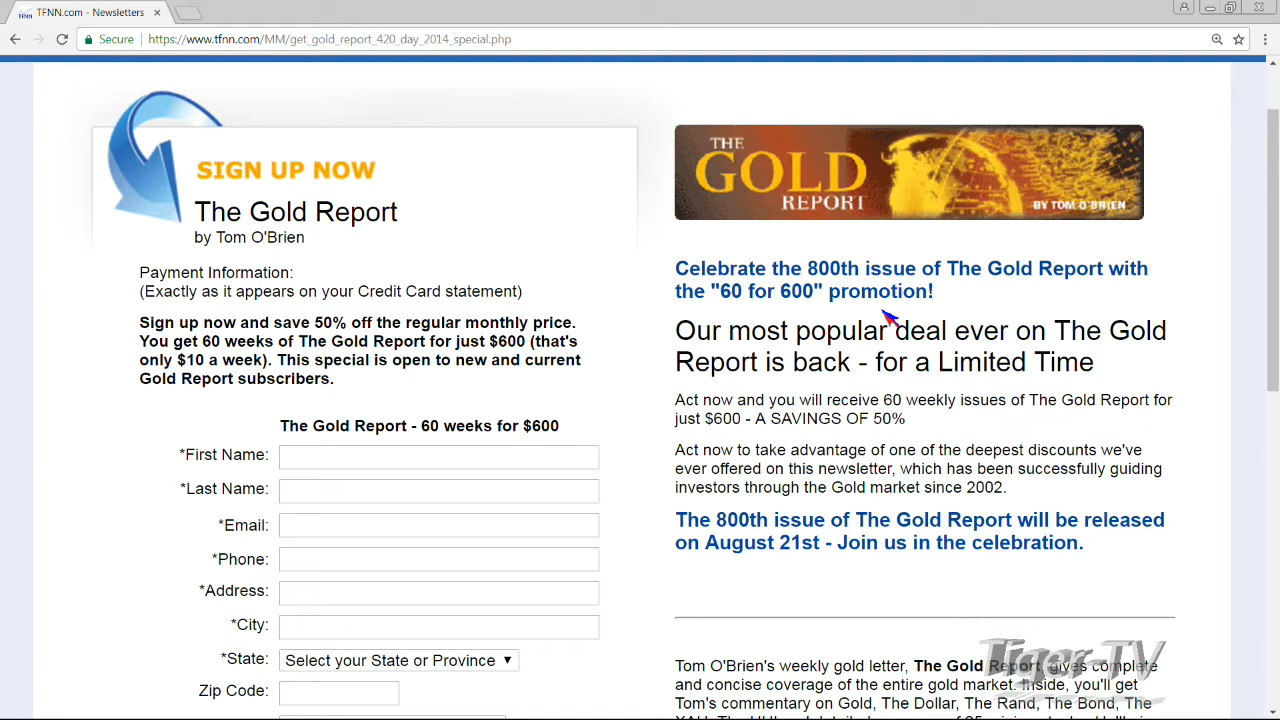 TFNN
TFNN.com - Newsletters
Secure
https://www.tfnn.com/MM/get_gold_report_420_day_2014_special.php
SIGN UP NOW
The Gold Report
by Tom O'Brien
Payment Information:
(Exactly as it appears on your Credit Card statement)
Sign up now and save 50% off the regular monthly price.
You get 60 weeks of The Gold Report for just $600 (that's
only $10 a week). This special is open to new and current
Gold Report subscribers.
The Gold Report - 60 weeks for $600
*First Name:
*Last Name:
*Email:
*Phone:
*Address:
*City:
*State: Select your State or Province
Zip Code:
THE
GOLD
REPORT
BY TOM O'BRIEN
Celebrate the 800th issue of The Gold Report with
the "60 for 600" promotion!
Our most popular deal ever on The Gold
Report is back - for a Limited Time
Act now and you will receive 60 weekly issues of The Gold Report for
just $600 - A SAVINGS OF 50%
Act now to take advantage of one of the deepest discounts we've
ever offered on this newsletter, which has been successfully guiding
investors through the Gold market since 2002.
The 800th issue of The Gold Report will be released
on August 21st - Join us in the celebration.
Tom O'Brien's weekly gold letter, The Gold Report, gives complete
and concise coverage of the entire gold market. Inside, you'll get
Tom's commentary on Gold, The Dollar, The Rand, The Bond, The
Tiger TV